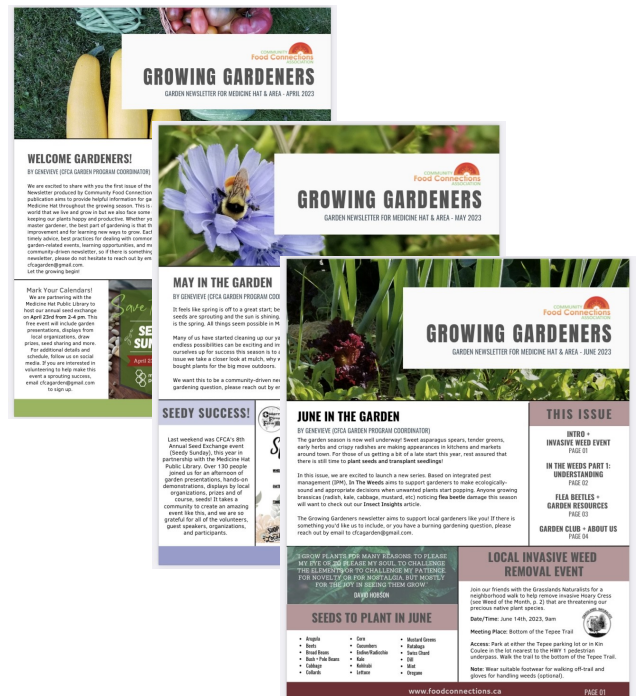 COMMUNITY
Food Connections
ASSOCIATION
GROWING GARDENERS
GARDEN NEWSLETTER FOR MEDICINE HAT & AREA - APRIL 2023
WELCOME GARDENERS!
BY GENEVIEVE (CFCA GARDEN PROGRAM COORDINATOR)
We are excited to share with you the first issue of the
Newsletter produced by Community Food Connection
publication aims to provide helpful information for ga
Medicine Hat throughout the growing season. This is
world that we live and grow in but we also face some
keeping our plants happy and productive. Whether yo
master gardener, the best part of gardening is that th
improvement and for learning new ways to grow. Eac
timely advice, best practices for dealing with common
garden-related events, learning opportunities, and m
community-driven newsletter, so if there is something
newsletter, please do not hesitate to reach out by em
cfcagarden@gmail.com.
Let the growing begin!
Mark Your Calendars!
We are partnering with the
Medicine Hat Public Library to
host our annual seed exchange
on April 23rd from 2-4 pm. This
free event will include garden
presentations, displays from
local organizations, draw
prizes, seed sharing and more.
For additional details and
schedule, follow us on social
media. If you are interested in
volunteering to help make this
event a sprouting success,
email cfcagarden@gmail.com
to sign up.
Save
SE
SUN
April 23
COMMUNITY
Food Connections
ASSOCIATION
GROWING GARDENERS
GARDEN NEWSLETTER FOR MEDICINE HAT & AREA - MAY 2023
MAY IN THE GARDEN
BY GENEVIEVE (CFCA GARDEN PROGRAM COO
It feels like spring is off to a great start; be
seeds are sprouting and the sun is shining.
is the spring. All things seem possible in M
Many of us have started cleaning up our ya
endless possibilities can be exciting and in
ourselves up for success this season is to a
issue we take a closer look at mulch, why
bought plants for the big move outdoors.
We want this to be a community-driven ne
gardening question, please reach out by em
SEEDY SUCCESS!
Last weekend was CFCA's 8th
Annual Seed Exchange event
(Seedy Sunday), this year in
partnership with the Medicine Hat
Public Library. Over 130 people
joined us for an afternoon of
garden presentations, hands-on
demonstrations, displays by local
organizations, prizes and of
course, seeds! It takes a
community to create an amazing
event like this, and we are so
grateful for all of the volunteers,
guest speakers, organizations,
and participants.
COMMUNITY
Food Connections
ASSOCIATION
GROWING GARDENERS
GARDEN NEWSLETTER FOR MEDICINE HAT & AREA - JUNE 2023
JUNE IN THE GARDEN
BY GENEVIEVE (CFCA GARDEN PROGRAM COORDINATOR)
The garden season is now well underway! Sweet asparagus spears, tender greens,
early herbs and crispy radishes are making appearances in kitchens and markets
around town. For those of us getting a bit of a late start this year, rest assured that
there is still time to plant seeds and transplant seedlings!
In this issue, we are excited to launch a new series. Based on integrated pest
management (IPM), In The Weeds aims to support gardeners to make ecologically-
sound and appropriate decisions when unwanted plants start popping. Anyone growing
brassicas (radish, kale, cabbage, mustard, etc) noticing flea beetle damage this season
will want to check out our Insect Insights article.
The Growing Gardeners newsletter aims to support local gardeners like you! If there is
something you'd like us to include, or you have a burning gardening question, please
reach out by email to cfcagarden@gmail.com.
THIS ISSUE
INTRO +
INVASIVE WEED EVENT
PAGE 01
IN THE WEEDS PART 1:
UNDERSTANDING
PAGE 02
FLEA BEETLES +
GARDEN RESOURCES
PAGE 03
GARDEN CLUB + ABOUT US
PAGE 04
"I GROW PLANTS FOR MANY REASONS: TO PLEASE
MY EYE OR TO PLEASE MY SOUL, TO CHALLENGE
THE ELEMENTS OR TO CHALLENGE MY PATIENCE,
FOR NOVELTY OR FOR NOSTALGIA, BUT MOSTLY
FOR THE JOY IN SEEING THEM GROW."
DAVID HOBSON
SEEDS TO PLANT IN JUNE
• Arugula
• Beets
• Broad Beans
• Bush + Pole Beans
• Cabbage
• Collards
• Corn
• Cucumbers
• Endive/Radicchio
• Kale
• Kohlrabi
• Lettuce
• Mustard Greens
• Rutabaga
• Swiss Chard
• Dill
• Mint
• Oregano
LOCAL INVASIVE WEED
REMOVAL EVENT
Join our friends with the Grasslands Naturalists for a
neighborhood walk to help remove invasive Hoary Cress
(see Weed of the Month, p. 2) that are threatening our
precious native plant species.
Date/Time: June 14th, 2023, 9am
Meeting Place: Bottom of the Tepee Trail
Access: Park at either the Tepee parking lot or in Kin
Coulee in the lot nearest to the HWY 1 pedestrian
underpass. Walk the trail to the bottom of the Tepee Trail.
Note: Wear suitable footwear for walking off-trail and
gloves for handling weeds (optional).
www.foodconnections.ca
PAGE 01